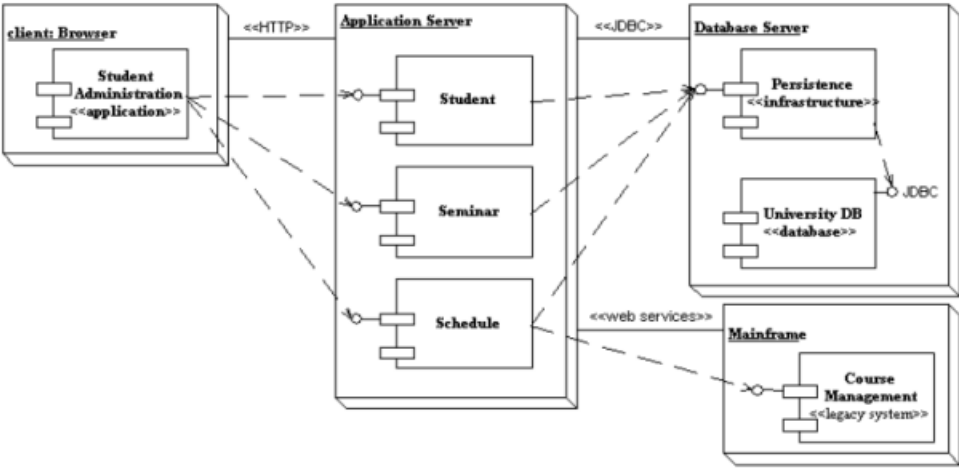 client: Browser
Student
Administration
<<application>>
<<HTTP>>
Application Server
Student
Seminar
Schedule
<<JDBC>>
Database Server
Persistence
<<infrastructure>>
JDBC
University DB
<<database>>
<<web services>>
Mainframe
Course
Management
<<legacy system>>